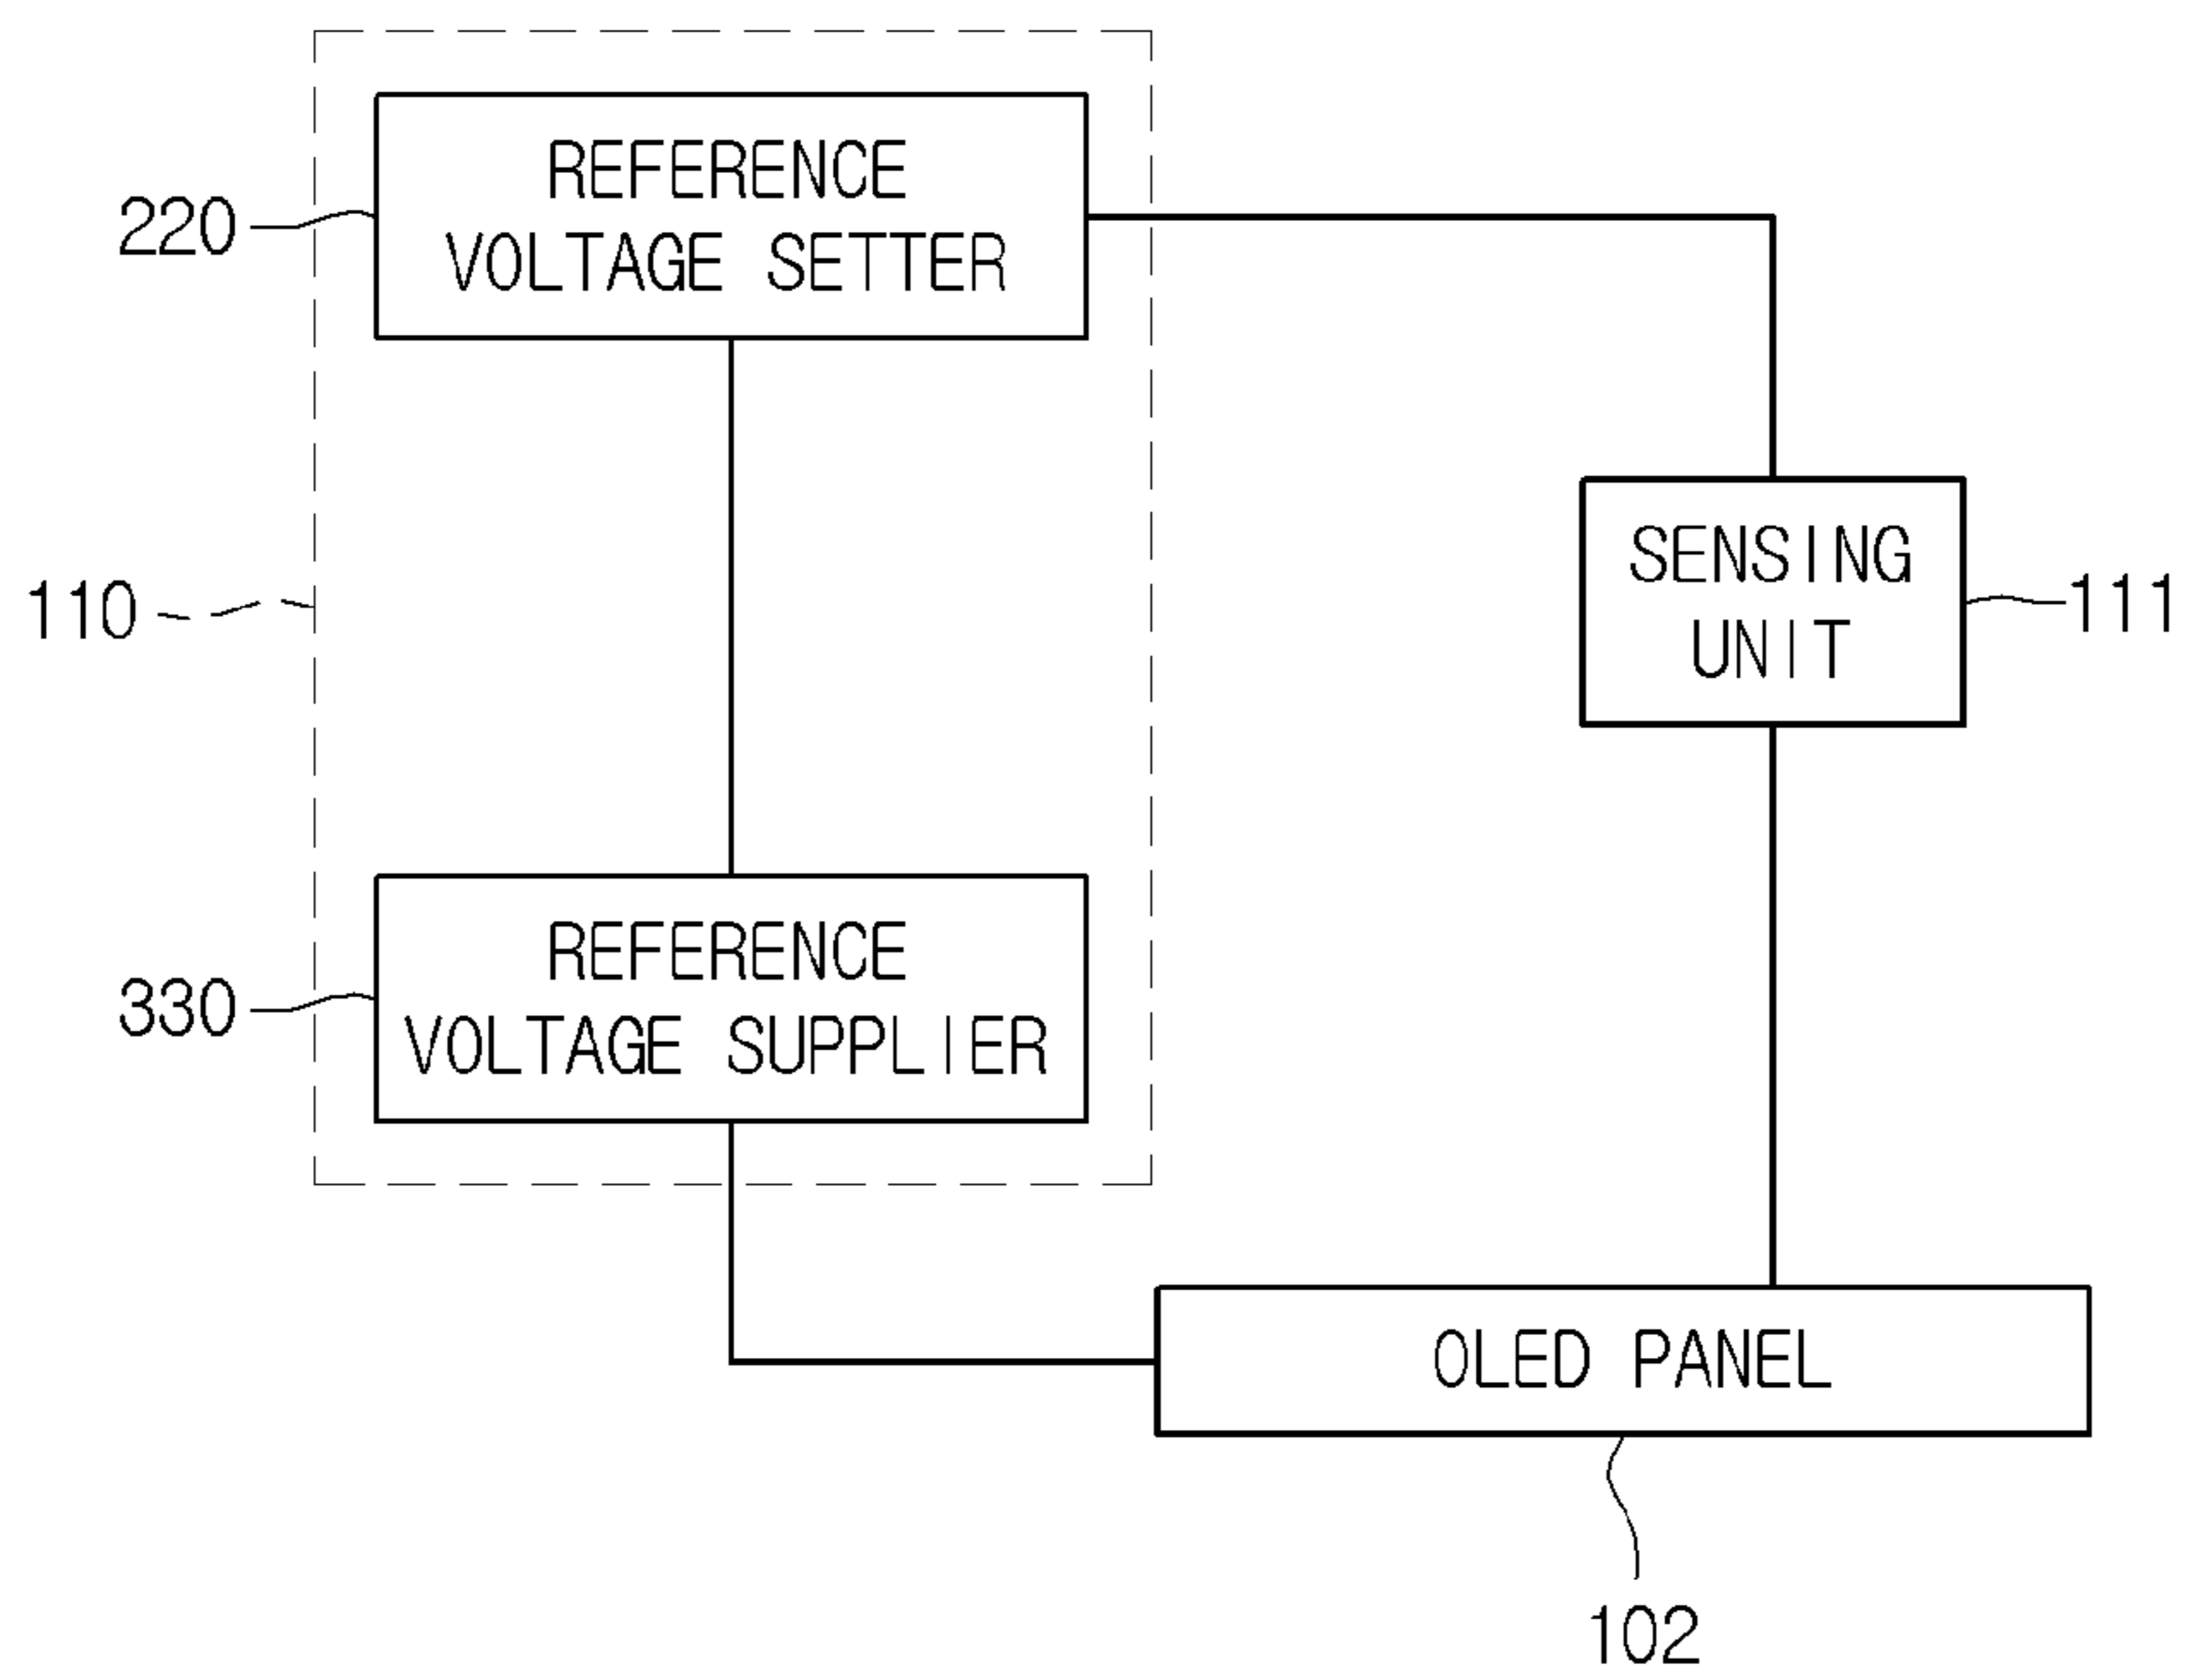 REFERENCE
VOLTAGE SETTER
220
SENSING
UNIT
110
111
REFERENCE
VOLTAGE SUPPLIER
330
OLED PANEL
102